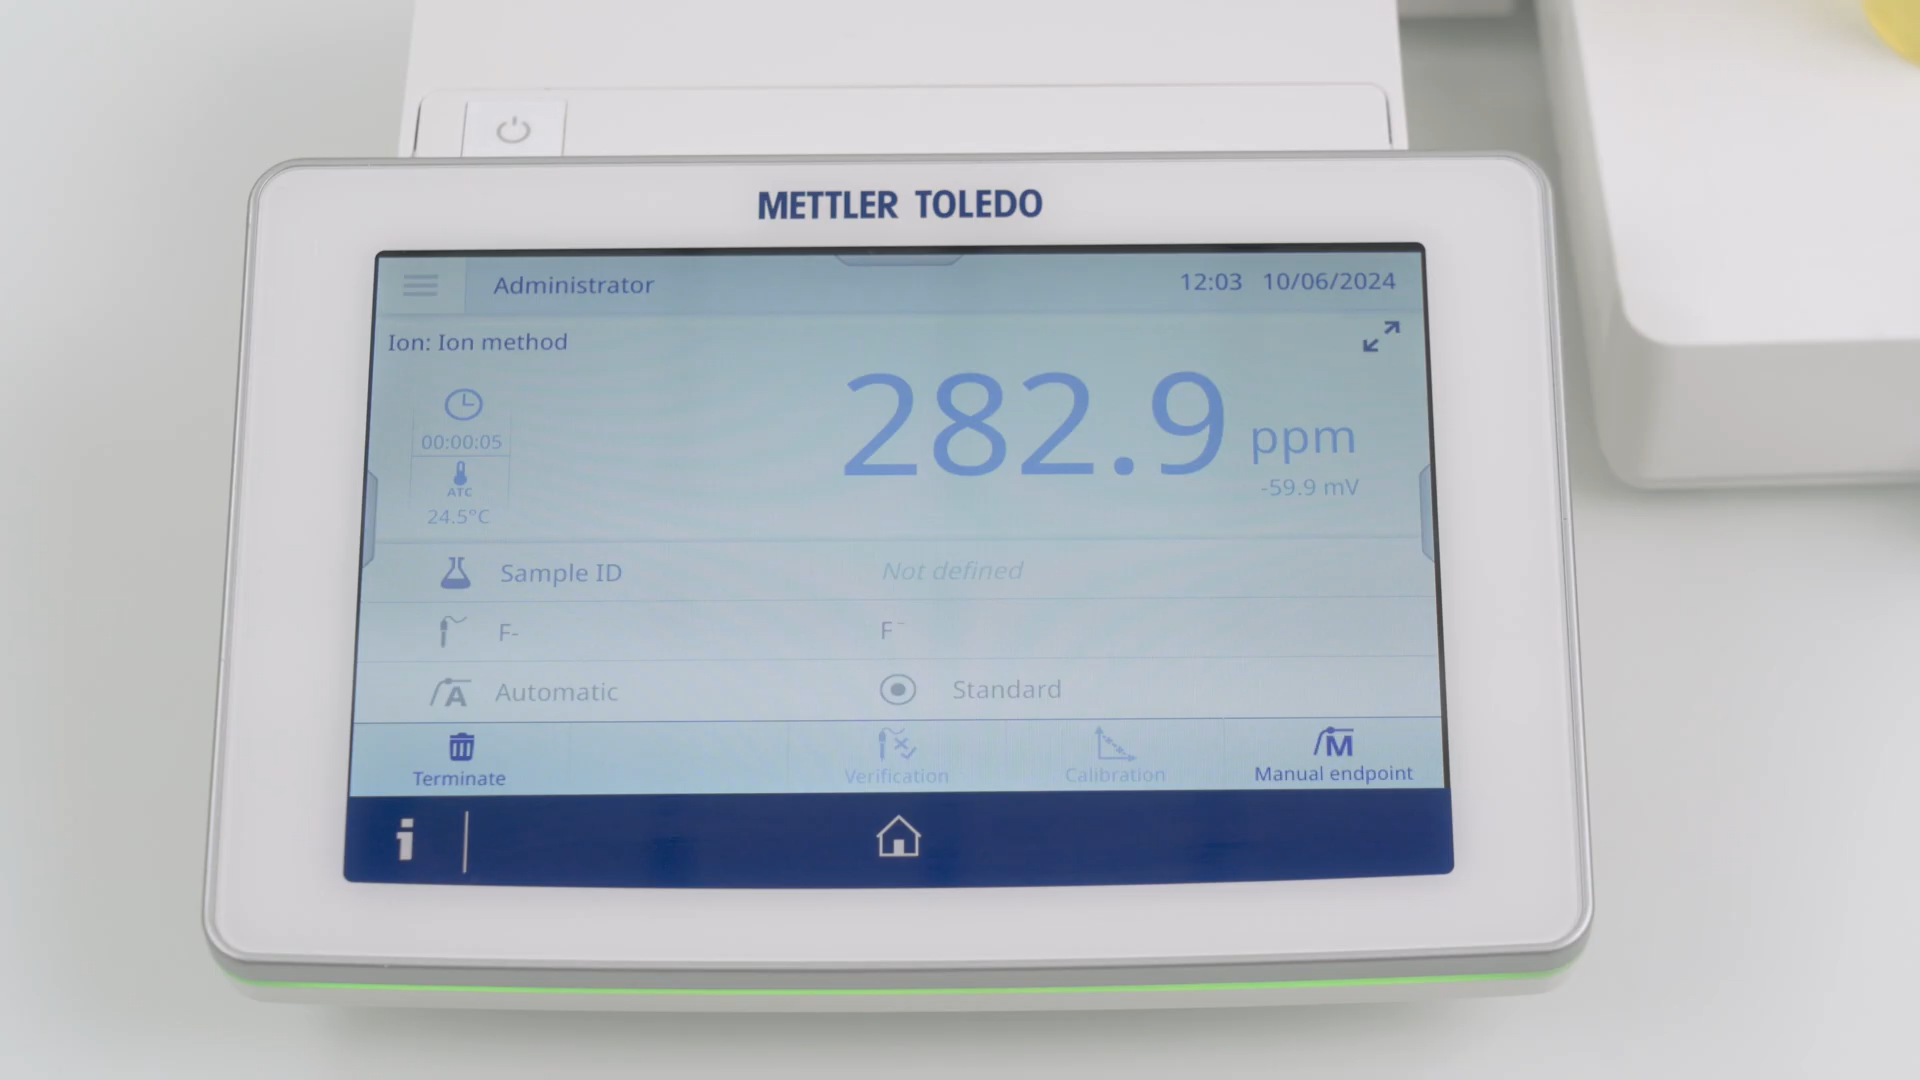 METTLER TOLEDO
Administrator
12:03 10/06/2024
Ion: Ion method
282.9 ppm
-59.9 mV
00:00:05
ATC
24.5°C
Sample ID Not defined
F- F⁻
A Automatic Standard
Terminate
Verification
Calibration
M
Manual endpoint
i